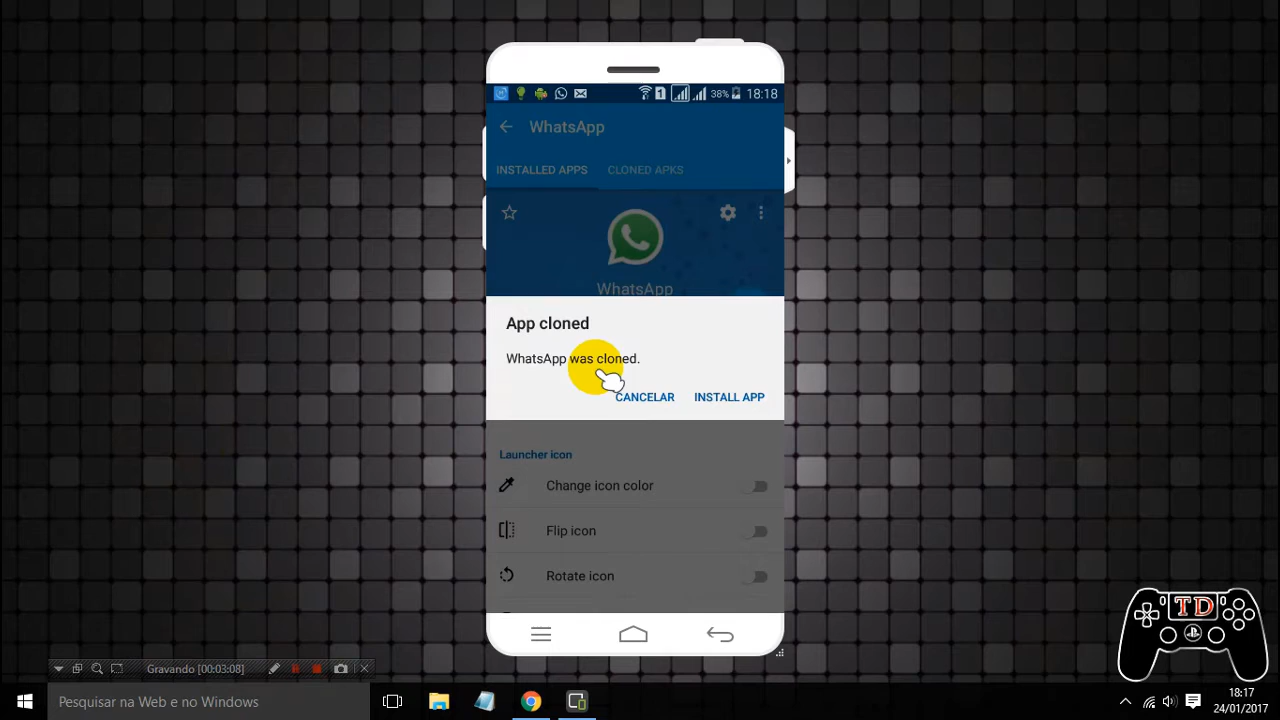 1 38% 18:18
WhatsApp
INSTALLED APPS CLONED APKS
WhatsApp
App cloned
WhatsApp was cloned.
CANCELAR INSTALL APP
Launcher icon
Change icon color
Flip icon
Rotate icon
TD
Gravando [00:03:08]
Pesquisar na Web e no Windows
18:17
24/01/2017